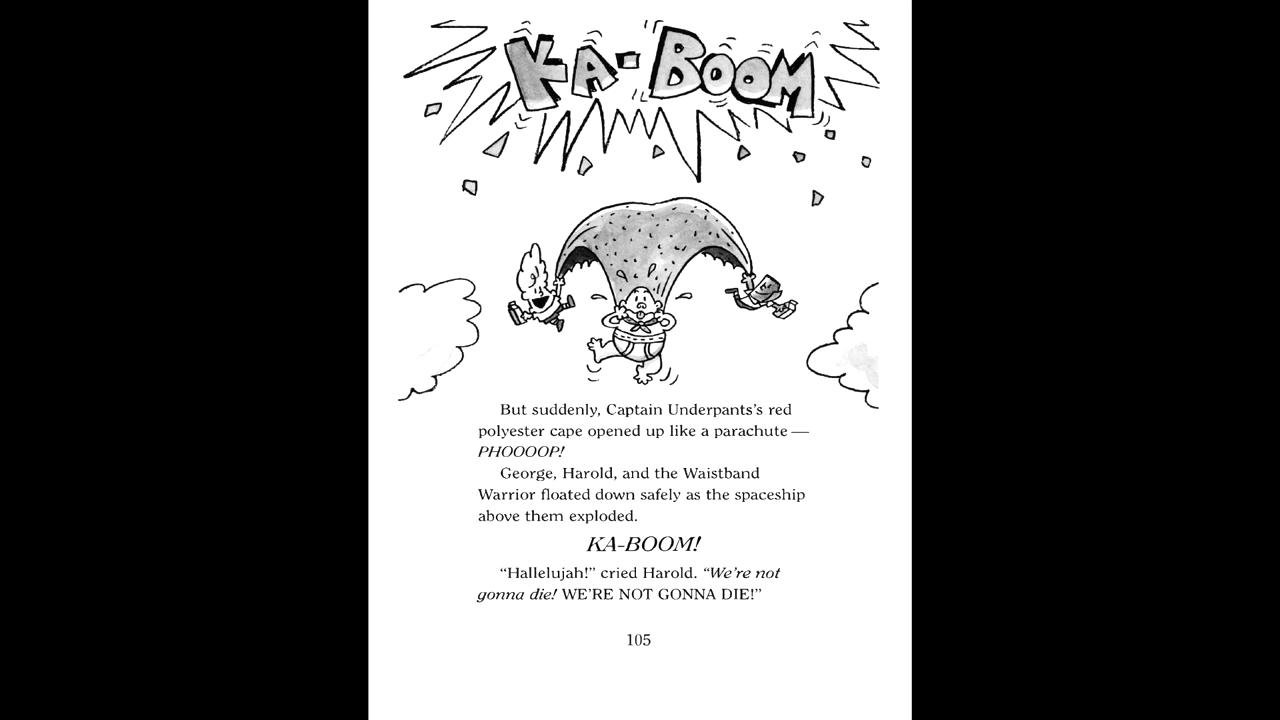 KA-BOOM
But suddenly, Captain Underpants's red
polyester cape opened up like a parachute —
PHOOOOP!
George, Harold, and the Waistband
Warrior floated down safely as the spaceship
above them exploded.
KA-BOOM!
“Hallelujah!” cried Harold. “We're not
gonna die! WE'RE NOT GONNA DIE!”
105